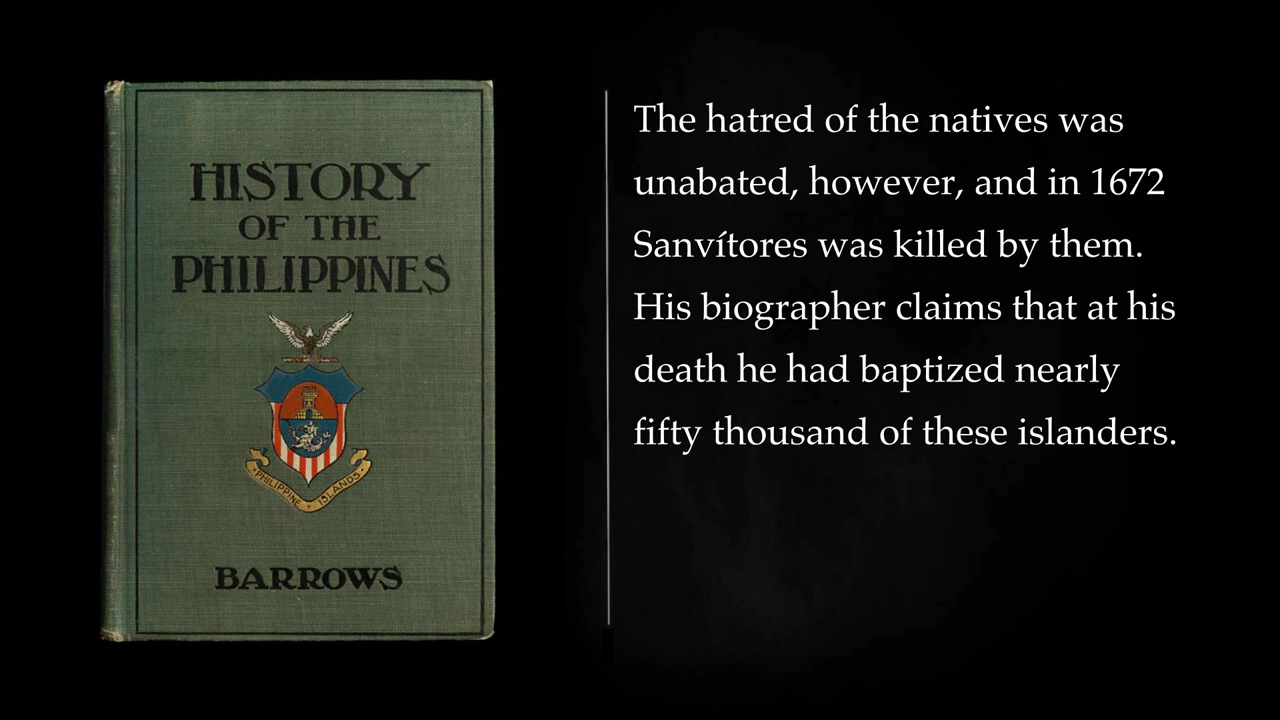 HISTORY
OF THE
PHILIPPINES
PHILIPPINE ISLANDS
BARROWS
The hatred of the natives was
unabated, however, and in 1672
Sanvítores was killed by them.
His biographer claims that at his
death he had baptized nearly
fifty thousand of these islanders.